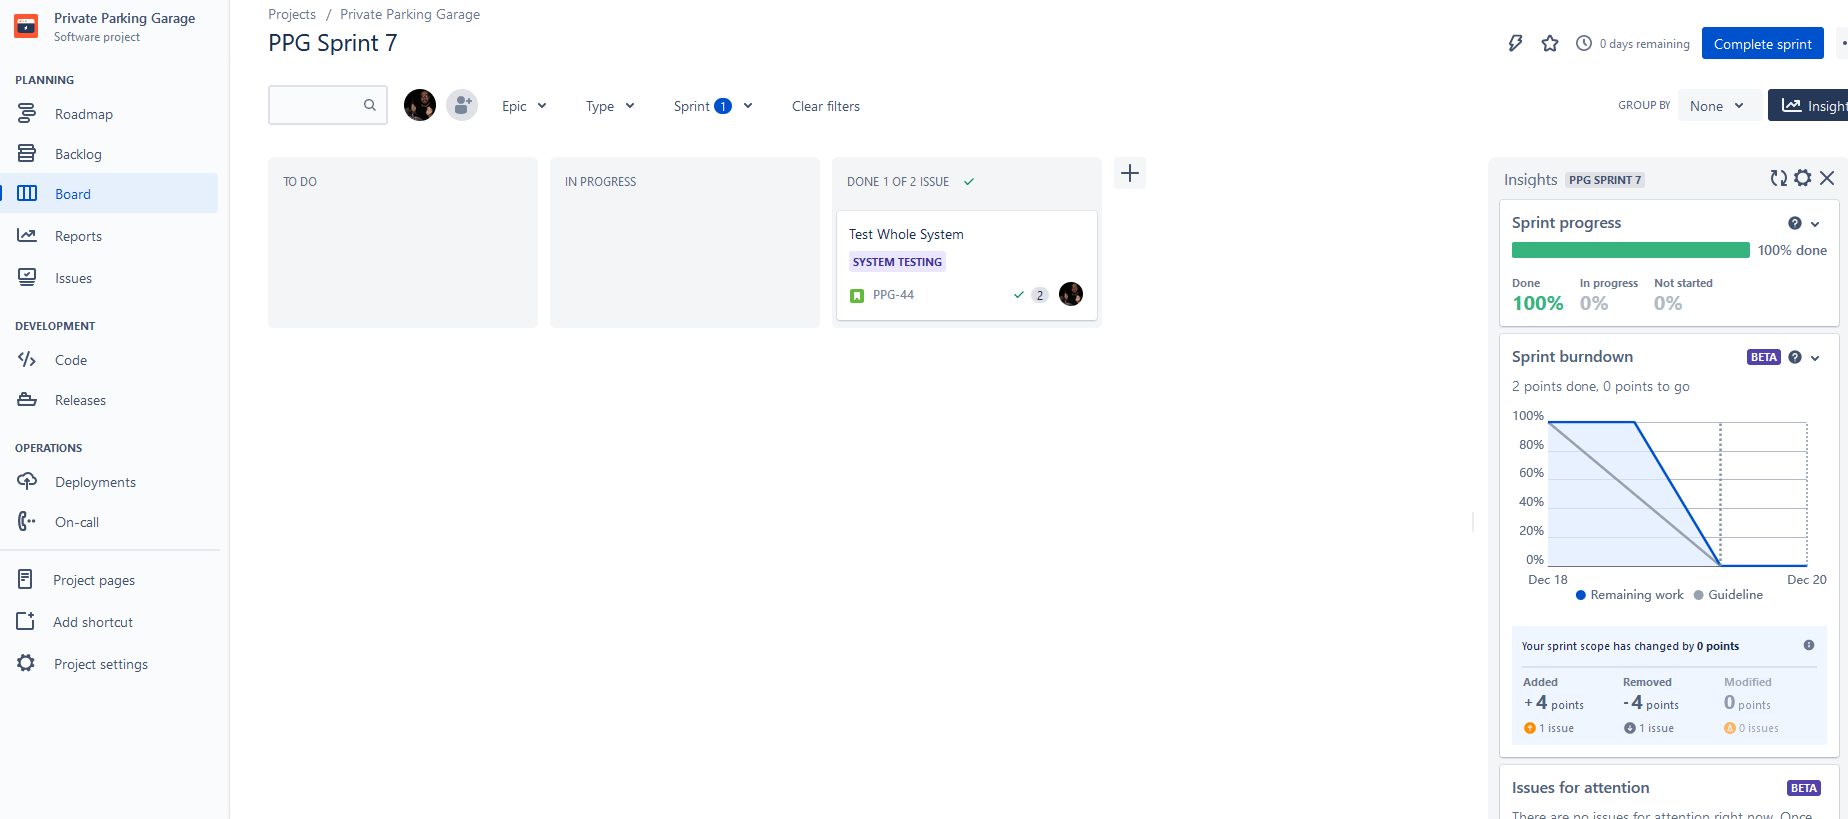 Private Parking Garage
Software project
PLANNING
Roadmap
Backlog
Board
Reports
Issues
DEVELOPMENT
Code
Releases
OPERATIONS
Deployments
On-call
Project pages
Add shortcut
Project settings
Projects / Private Parking Garage
PPG Sprint 7
0 days remaining
Complete sprint
Epic
Type
Sprint 1
Clear filters
GROUP BY
None
Insight
TO DO
IN PROGRESS
DONE 1 OF 2 ISSUE
Test Whole System
SYSTEM TESTING
PPG-44
2
Insights PPG SPRINT 7
Sprint progress
100% done
Done In progress Not started
100% 0% 0%
Sprint burndown BETA
2 points done, 0 points to go
100%
80%
60%
40%
20%
0%
Dec 18 Dec 20
Remaining work Guideline
Your sprint scope has changed by 0 points
Added Removed Modified
+4 points -4 points 0 points
1 issue 1 issue 0 issues
Issues for attention BETA
There are no issues for attention right now. Once